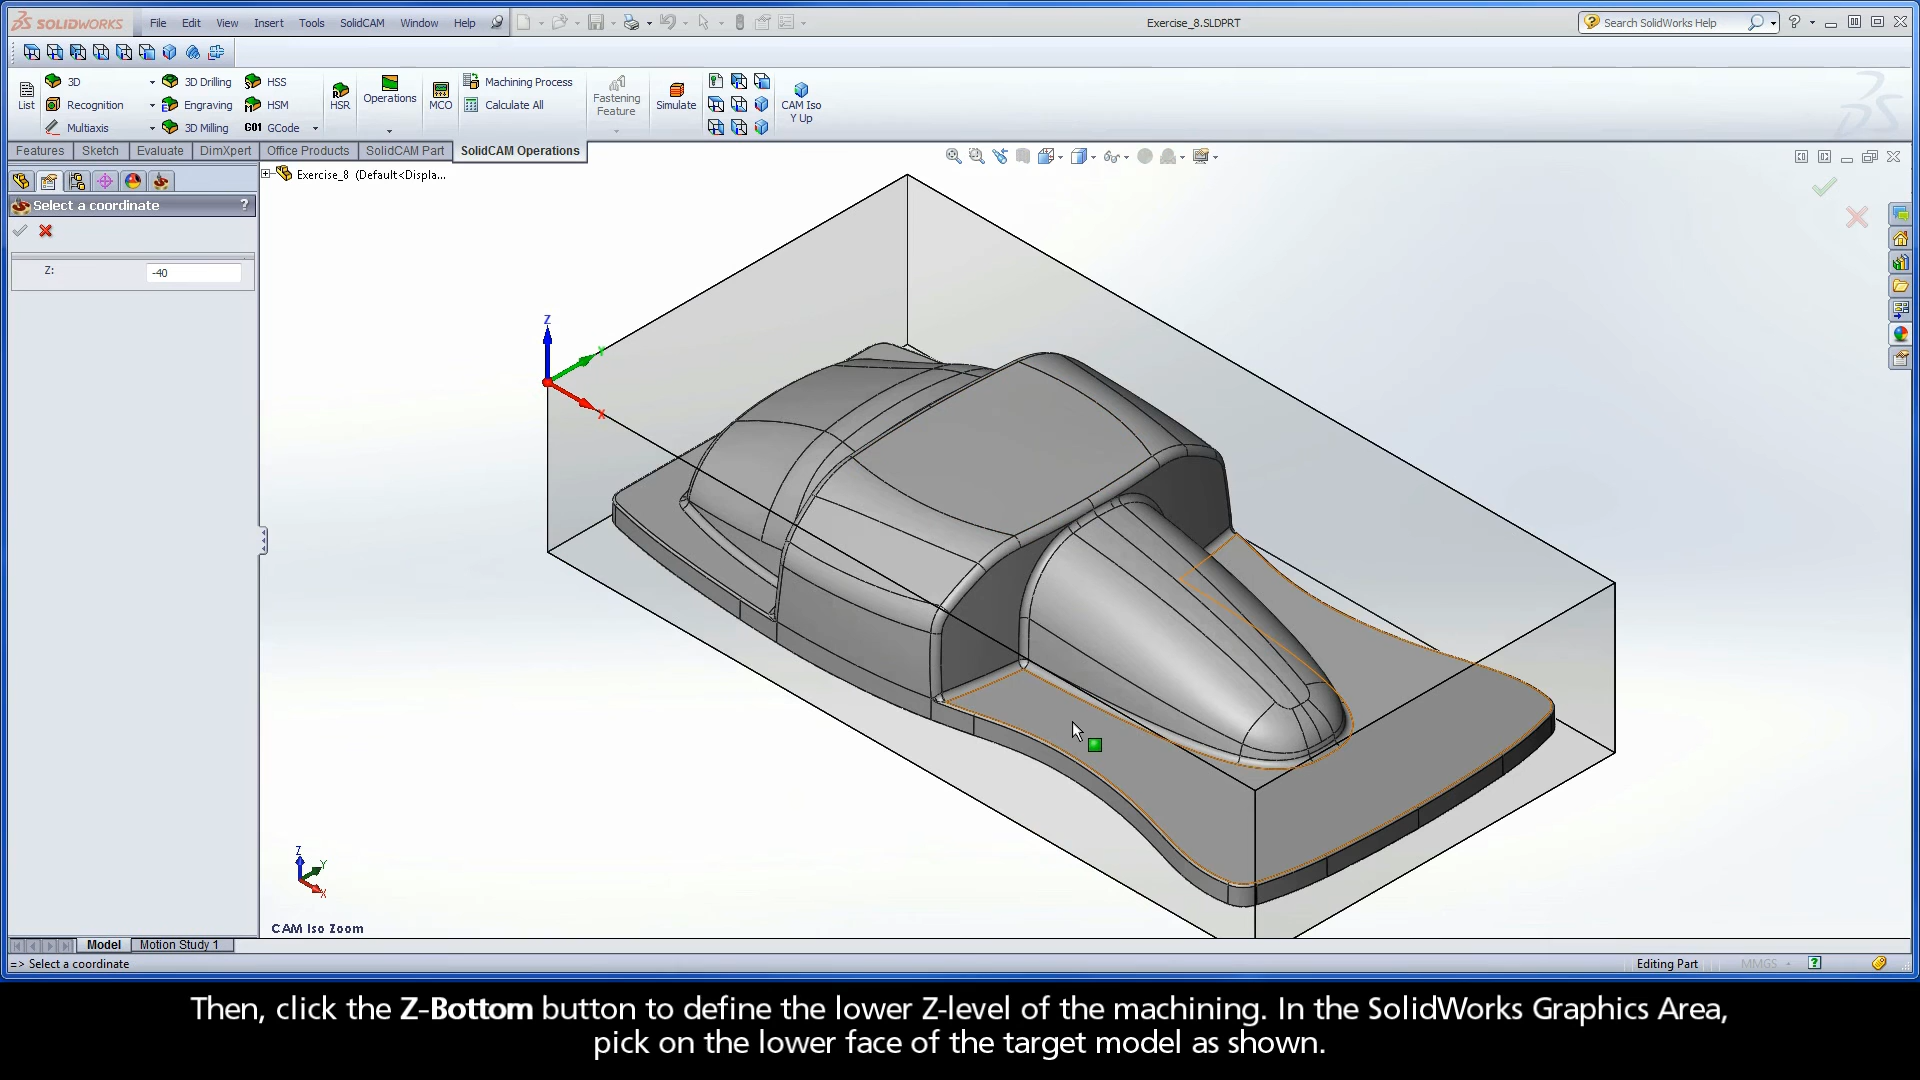 SOLIDWORKS File Edit View Insert Tools SolidCAM Window Help Exercise_8.SLDPRT Search SolidWorks Help
3D 3D Drilling HSS Machining Process
List Recognition Engraving HSM HSR Operations MCO Calculate All Fastening Feature Simulate CAM Iso Y Up
Multiaxis 3D Milling G01 GCode
Features Sketch Evaluate DimXpert Office Products SolidCAM Part SolidCAM Operations
Exercise_8 (Default<Displa...
Select a coordinate ?
Z: -40
Z
X
Z
Y
X
CAM Iso Zoom
Model Motion Study 1
=> Select a coordinate Editing Part MMGS
Then, click the Z-Bottom button to define the lower Z-level of the machining. In the SolidWorks Graphics Area,
pick on the lower face of the target model as shown.